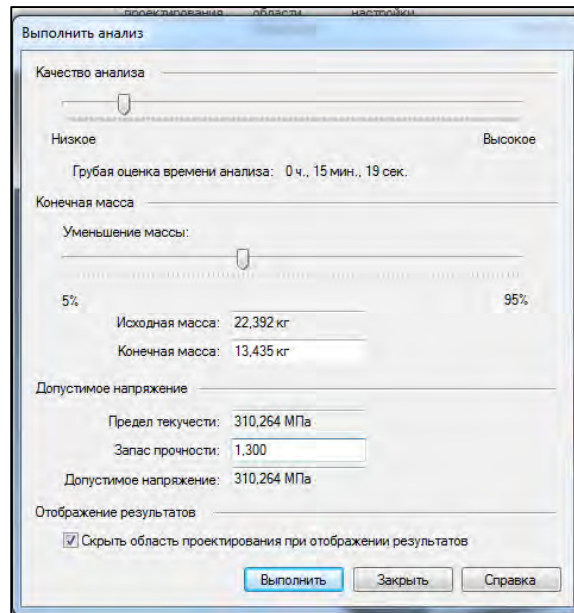 проектирования области настройки
Выполнить анализ
Качество анализа
Низкое Высокое
Грубая оценка времени анализа: 0 ч., 15 мин., 19 сек.
Конечная масса
Уменьшение массы:
5% 95%
Исходная масса: 22,392 кг
Конечная масса: 13,435 кг
Допустимое напряжение
Предел текучести: 310,264 МПа
Запас прочности: 1,300
Допустимое напряжение: 310,264 МПа
Отображение результатов
Скрыть область проектирования при отображении результатов
Выполнить Закрыть Справка